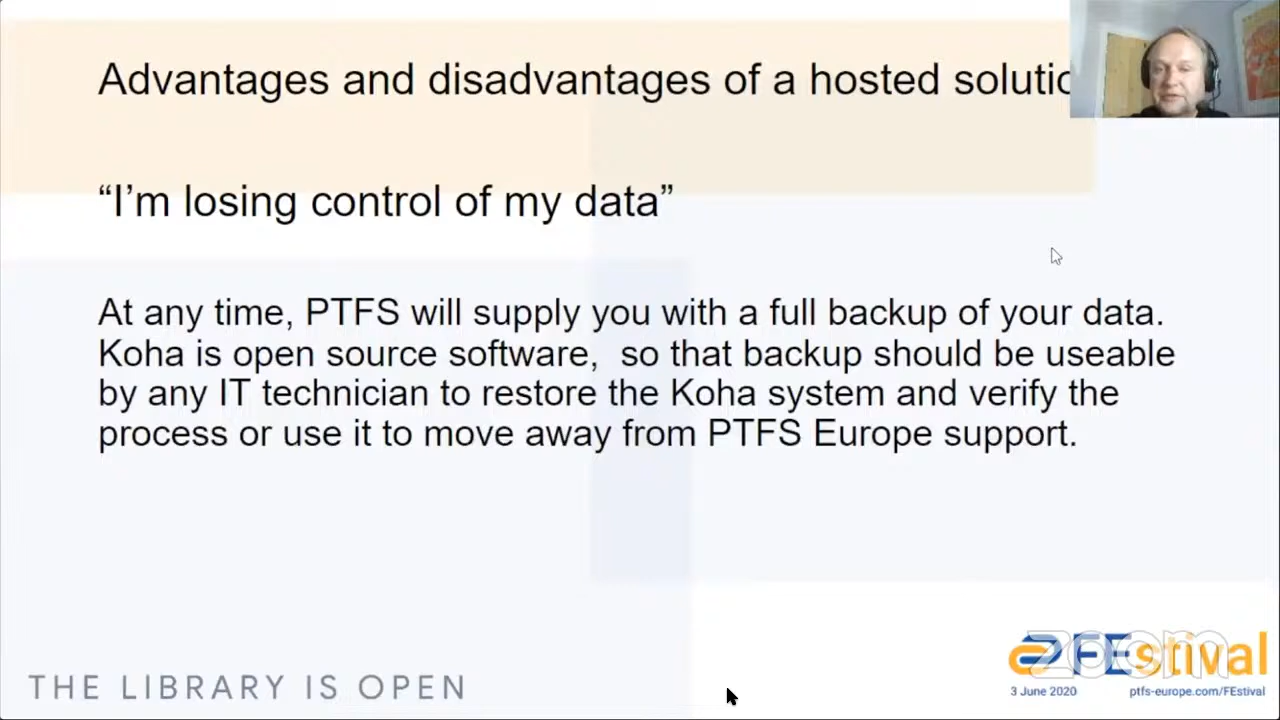 Advantages and disadvantages of a hosted
“I’m losing control of my data”
At any time, PTFS will supply you with a full backup of your data.
Koha is open source software,  so that backup should be useable
by any IT technician to restore the Koha system and verify the
process or use it to move away from PTFS Europe support.
zoom
FEstival
3 June 2020 ptfs-europe.com/FEstival
THE LIBRARY IS OPEN